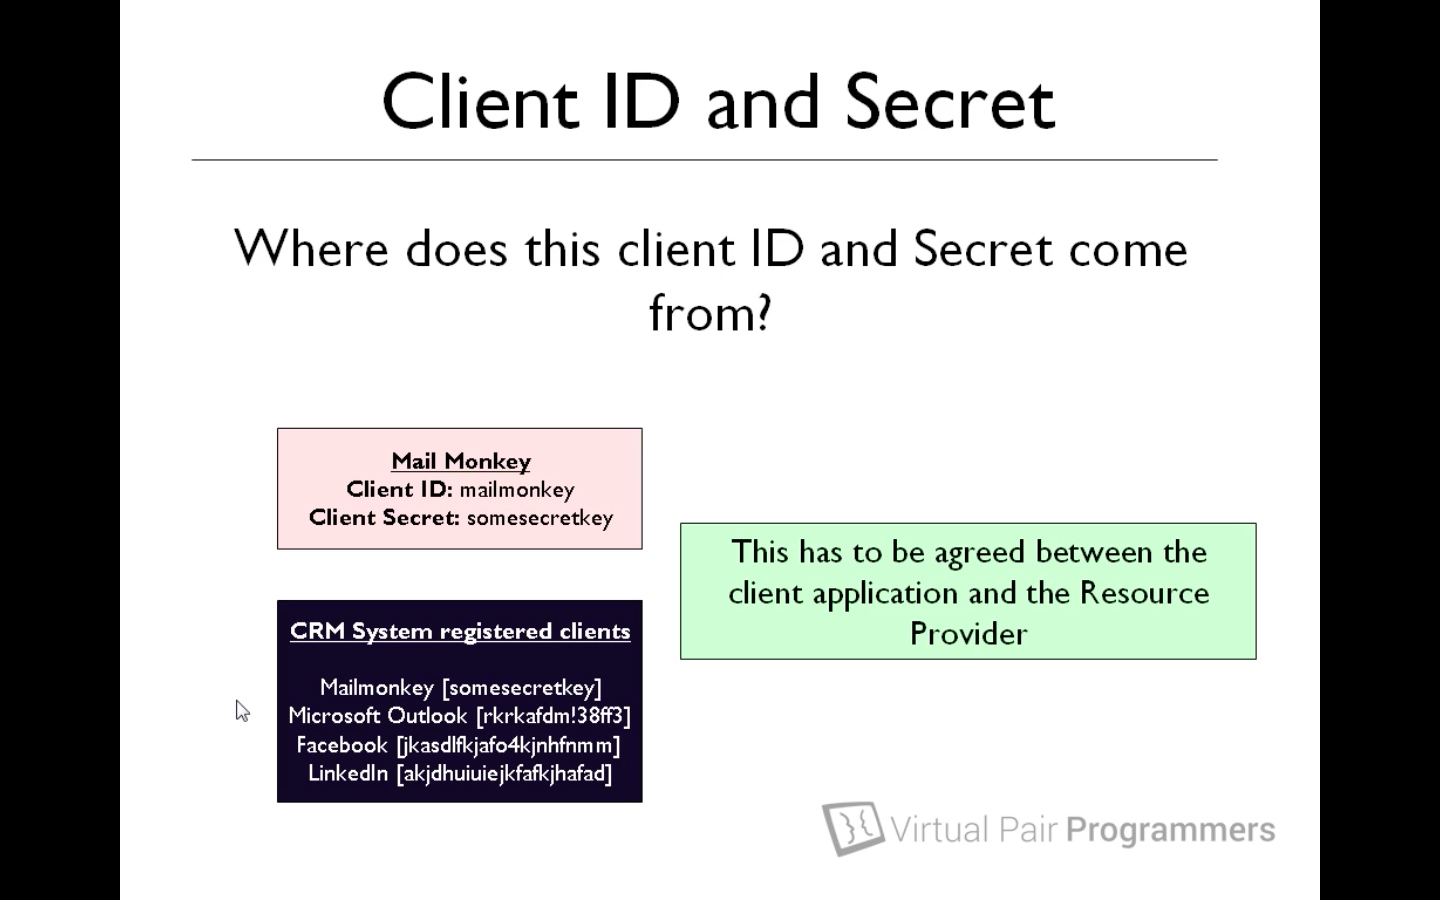 Client ID and Secret
Where does this client ID and Secret come
from?
Mail Monkey
Client ID: mailmonkey
Client Secret: somesecretkey
This has to be agreed between the
client application and the Resource
Provider
CRM System registered clients
Mailmonkey [somesecretkey]
Microsoft Outlook [rkrkafdm!38ff3]
Facebook [jkasdlfkjafo4kjnhfnmm]
LinkedIn [akjdhuiuiejkfafkjhafad]
Virtual Pair Programmers